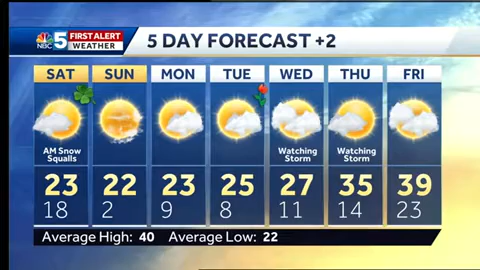 NBC 5 FIRST ALERT WEATHER
5 DAY FORECAST +2
SAT SUN MON TUE WED THU FRI
AM Snow Squalls
Watching Storm
Watching Storm
23 22 23 25 27 35 39
18 2 9 8 11 14 23
Average High: 40 Average Low: 22